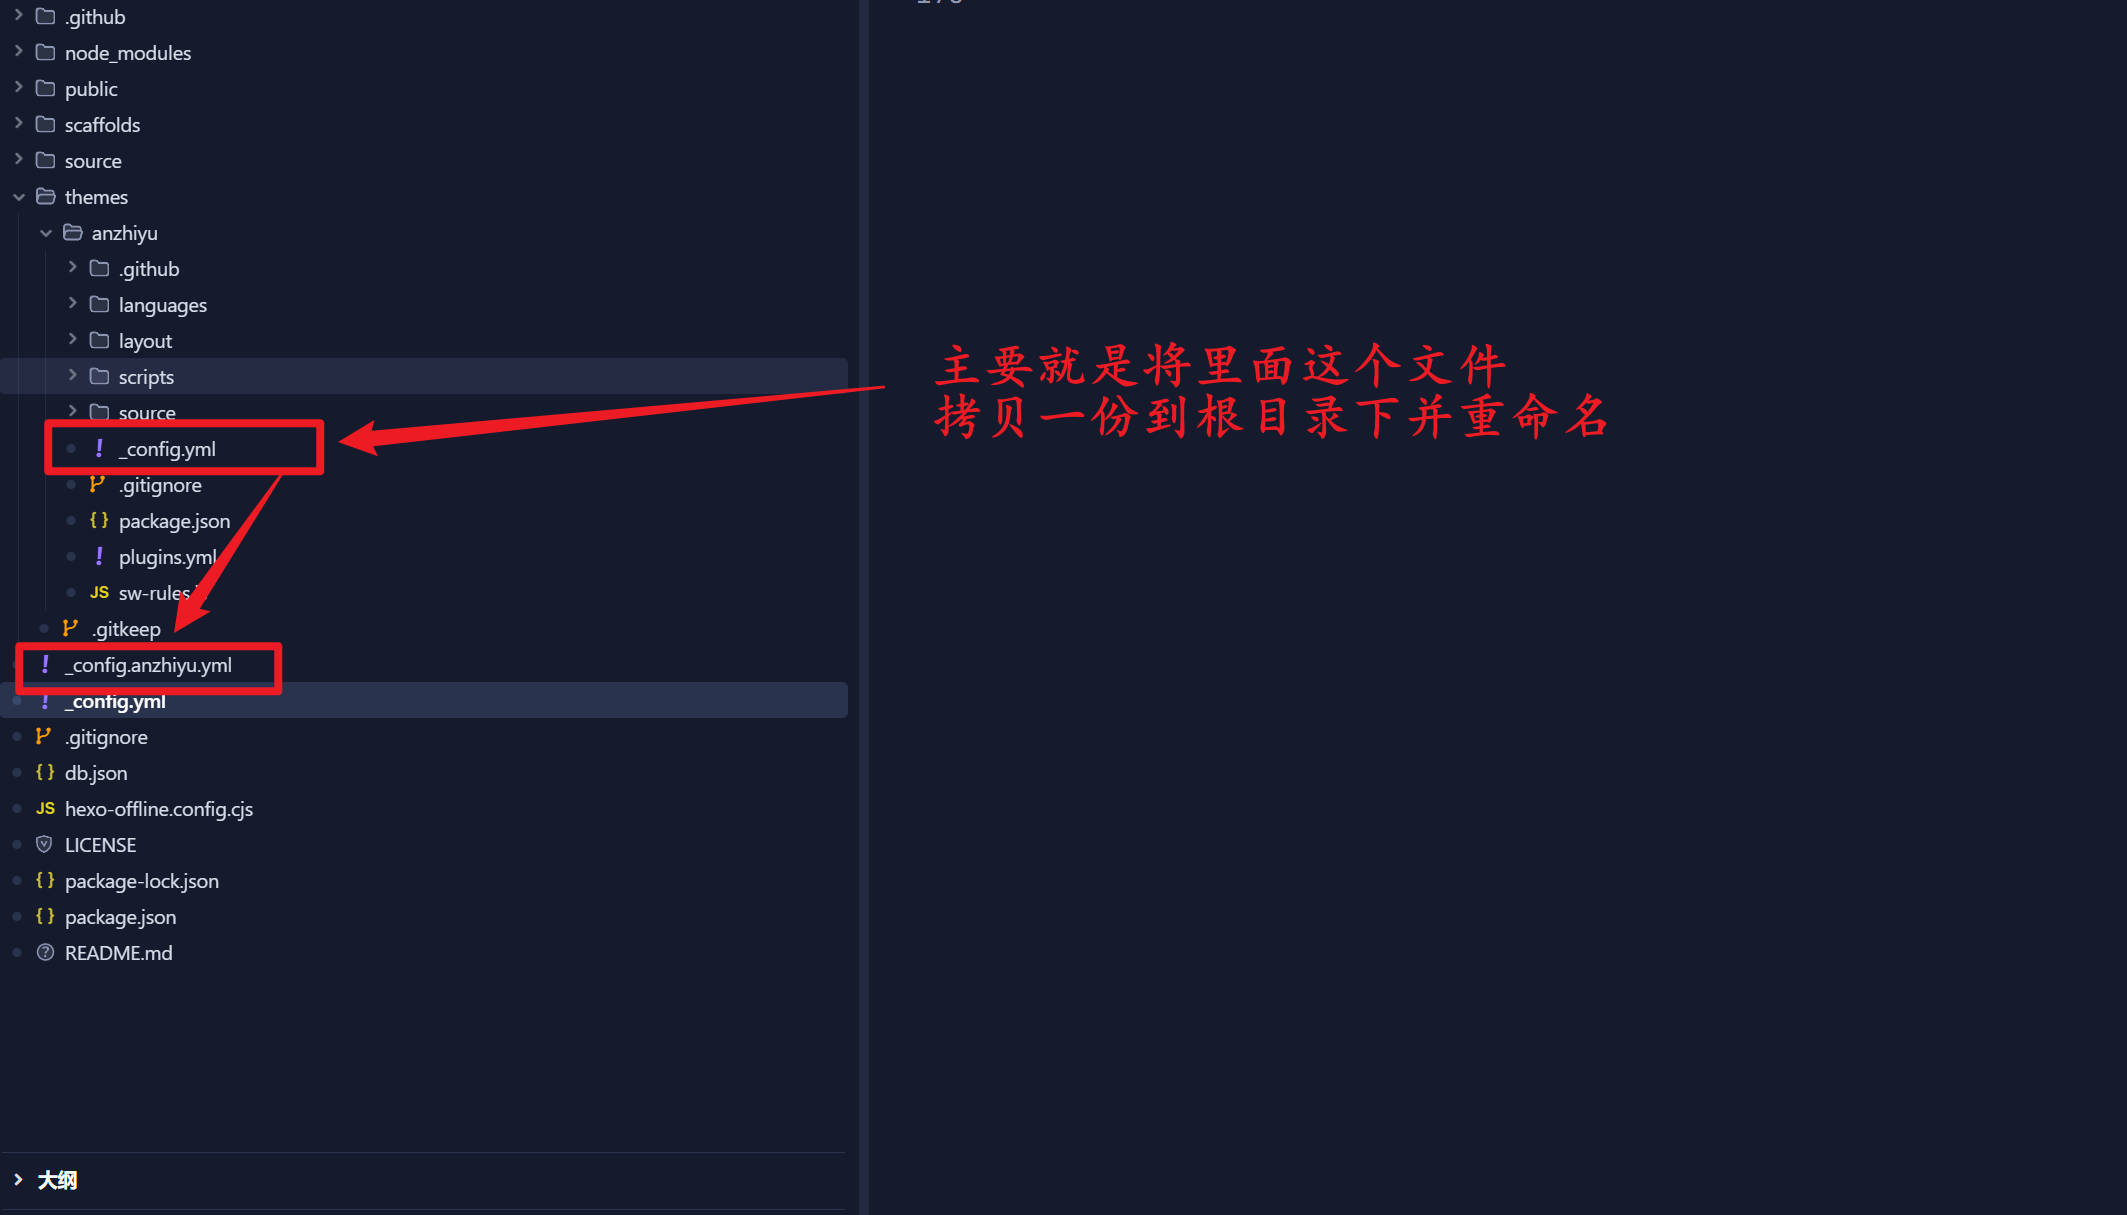 .github
node_modules
public
scaffolds
source
themes
anzhiyu
.github
languages
layout
scripts
source
_config.yml
.gitignore
package.json
plugins.yml
sw-rules
.gitkeep
_config.anzhiyu.yml
_config.yml
.gitignore
db.json
hexo-offline.config.cjs
LICENSE
package-lock.json
package.json
README.md
大纲
主要就是将里面这个文件
拷贝一份到根目录下并重命名